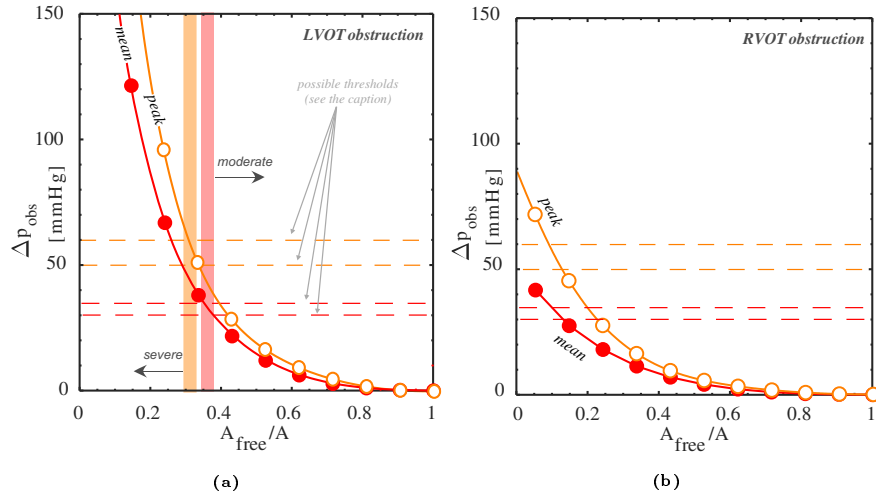 LVOT obstruction
150
100
50
0
Δp_obs [mmHg]
mean
peak
possible thresholds
(see the caption)
moderate
severe
0
0.2
0.4
0.6
0.8
1
A_free/A
(a)
RVOT obstruction
150
100
50
0
Δp_obs [mmHg]
peak
mean
0
0.2
0.4
0.6
0.8
1
A_free/A
(b)